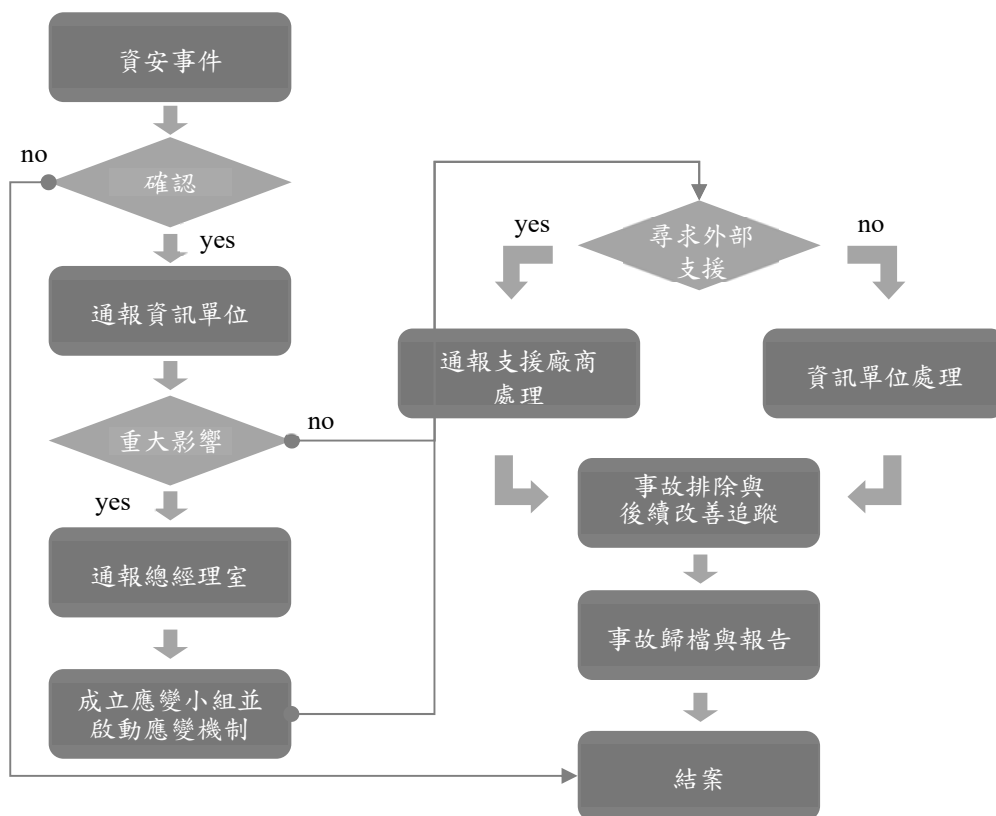 資安事件
no
確認
yes
通報資訊單位
重大影響
no
yes
通報總經理室
成立應變小組並
啟動應變機制
尋求外部
支援
yes
no
通報支援廠商
處理
資訊單位處理
事故排除與
後續改善追蹤
事故歸檔與報告
結案